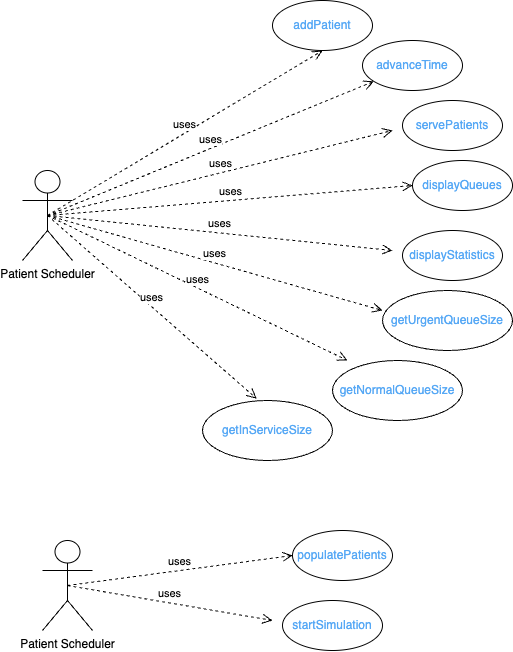 addPatient
advanceTime
uses
servePatients
uses
uses
displayQueues
uses
uses
displayStatistics
uses
Patient Scheduler
uses
uses
getUrgentQueueSize
getNormalQueueSize
getInServiceSize
populatePatients
uses
uses
startSimulation
Patient Scheduler